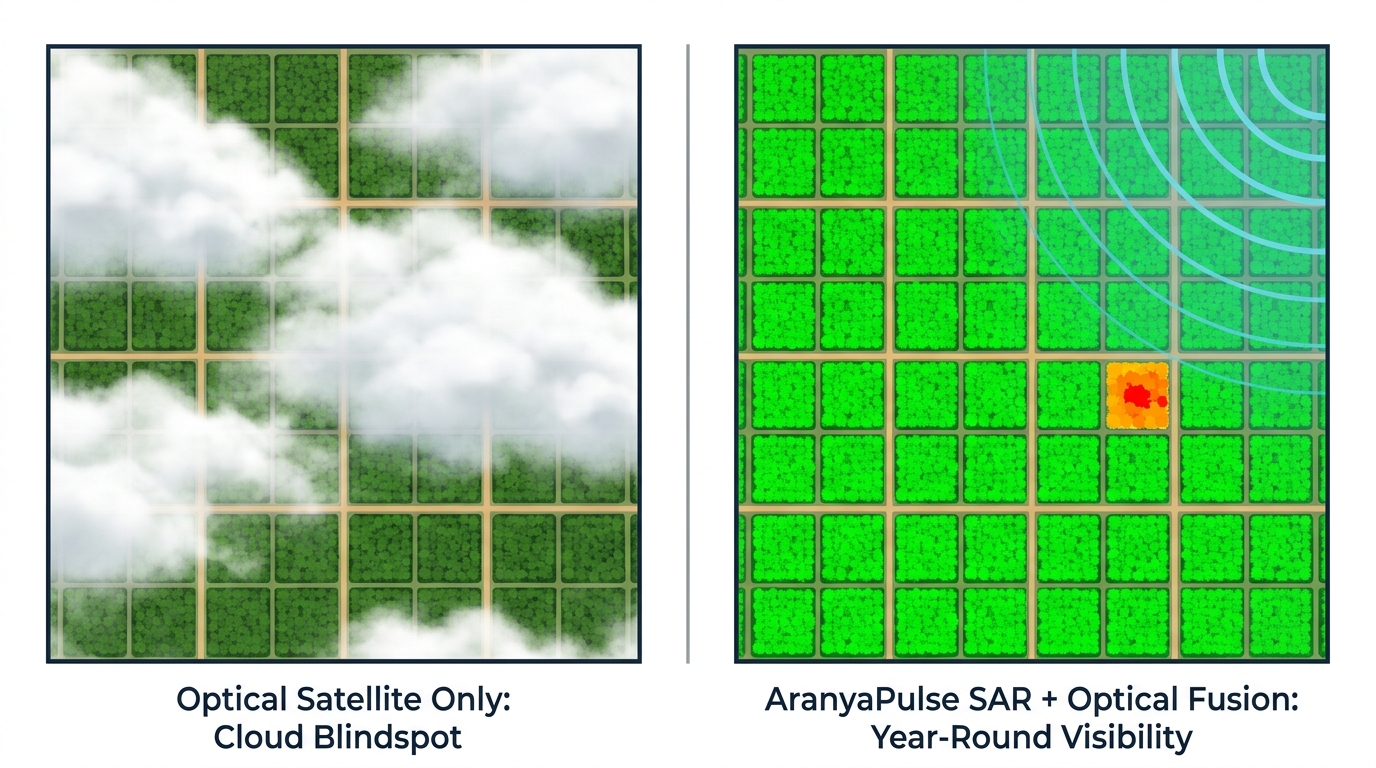 Optical Satellite Only:
Cloud Blindspot
AranyaPulse SAR + Optical Fusion:
Year-Round Visibility